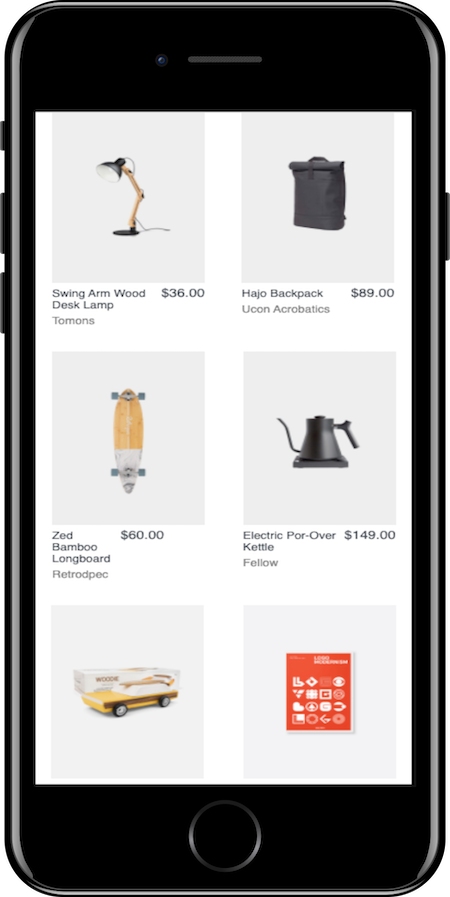 Swing Arm Wood $36.00
Desk Lamp
Tomons
Hajo Backpack $89.00
Ucon Acrobatics
Zed $60.00
Bamboo
Longboard
Retrodpec
Electric Por-Over $149.00
Kettle
Fellow
WOODIE
LOGO
MODERNISM